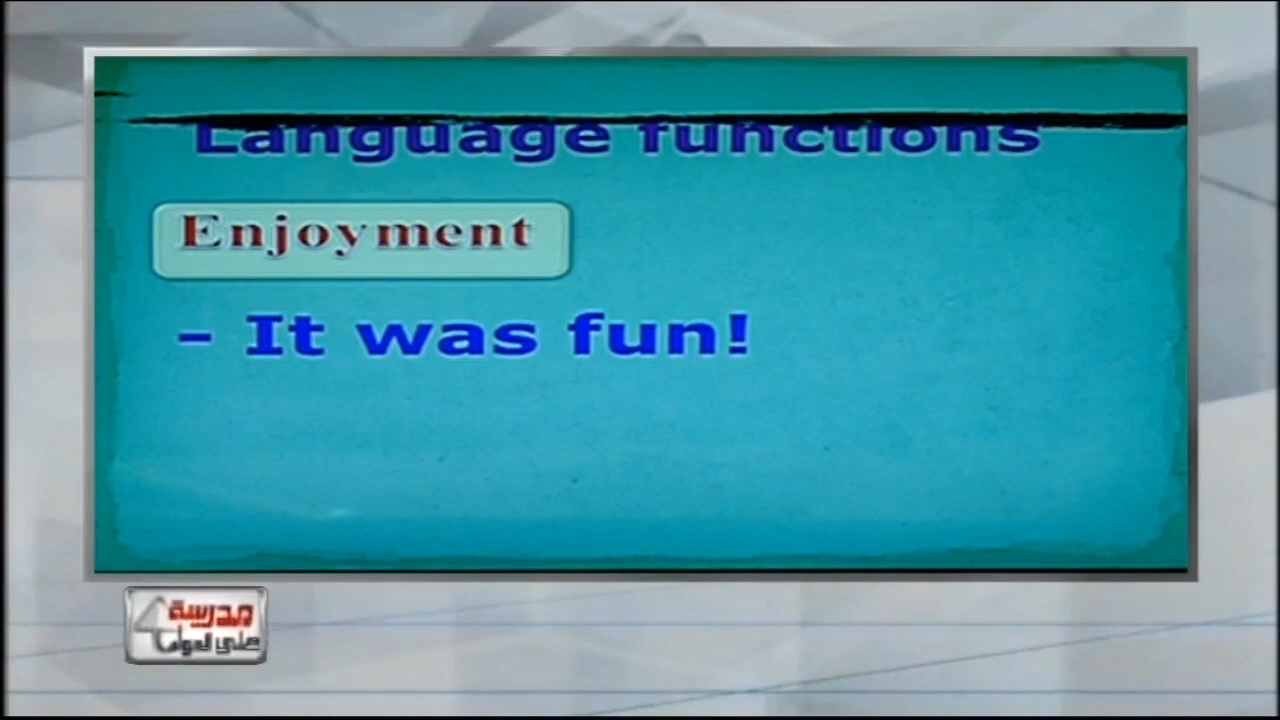 Language functions
Enjoyment
- It was fun!
مدرسة
على الهواء